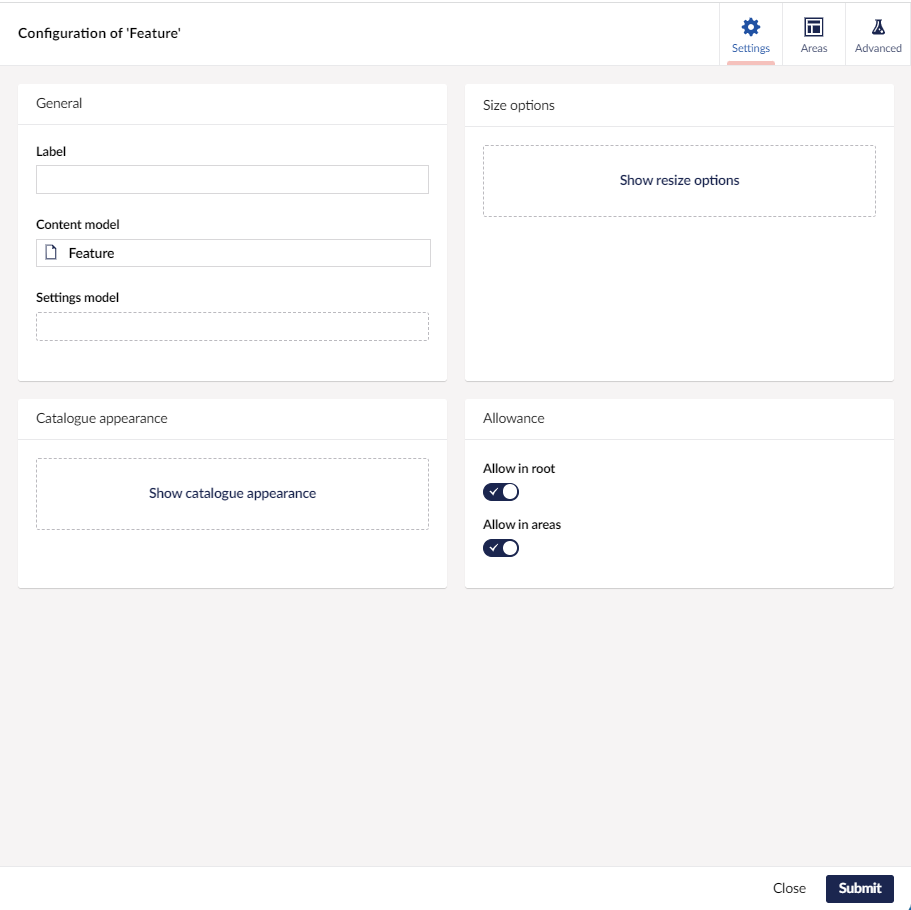 Configuration of 'Feature'
Settings
Areas
Advanced
General
Label
Content model
Feature
Settings model
Size options
Show resize options
Catalogue appearance
Show catalogue appearance
Allowance
Allow in root
Allow in areas
Close
Submit